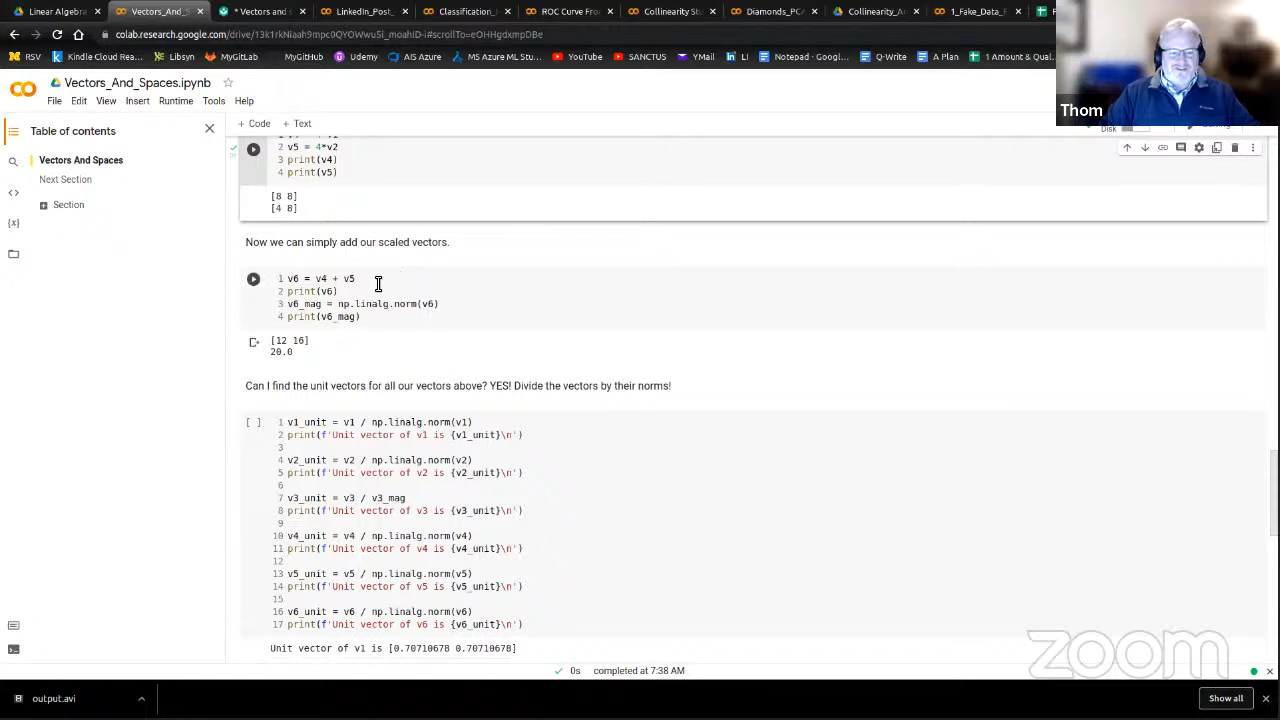 Linear Algebra
Vectors_And_S
* Vectors and s
LinkedIn_Post_
Classification_
ROC Curve From
Collinearity Stu
Diamonds_PCA
Collinearity_A
1_Fake_Data_F
colab.research.google.com/drive/13k1rkNiaah9mpc0QYOWwu5i_moahID-i#scrollTo=eOHHgdxmpDBe
RSV
Kindle Cloud Reade
Libsyn
MyGitLab
MyGitHub
Udemy
AIS Azure
MS Azure ML Stu
YouTube
SANCTUS
YMail
LI
Notepad - Google
Q-Write
A Plan
1 Amount & Qual
Thom
Vectors_And_Spaces.ipynb
File Edit View Insert Runtime Tools Help
+ Code + Text
Disk
Editing
Table of contents
Vectors And Spaces
Next Section
Section
2 v5 = 4*v2
3 print(v4)
4 print(v5)
[8 8]
[4 8]
Now we can simply add our scaled vectors.
1 v6 = v4 + v5
2 print(v6)
3 v6_mag = np.linalg.norm(v6)
4 print(v6_mag)
[12 16]
20.0
Can I find the unit vectors for all our vectors above? YES! Divide the vectors by their norms!
[ ] 1 v1_unit = v1 / np.linalg.norm(v1)
2 print(f'Unit vector of v1 is {v1_unit}\n')
3
4 v2_unit = v2 / np.linalg.norm(v2)
5 print(f'Unit vector of v2 is {v2_unit}\n')
6
7 v3_unit = v3 / v3_mag
8 print(f'Unit vector of v3 is {v3_unit}\n')
9
10 v4_unit = v4 / np.linalg.norm(v4)
11 print(f'Unit vector of v4 is {v4_unit}\n')
12
13 v5_unit = v5 / np.linalg.norm(v5)
14 print(f'Unit vector of v5 is {v5_unit}\n')
15
16 v6_unit = v6 / np.linalg.norm(v6)
17 print(f'Unit vector of v6 is {v6_unit}\n')
Unit vector of v1 is [0.70710678 0.70710678]
0s completed at 7:38 AM
zoom
output.avi
Show all